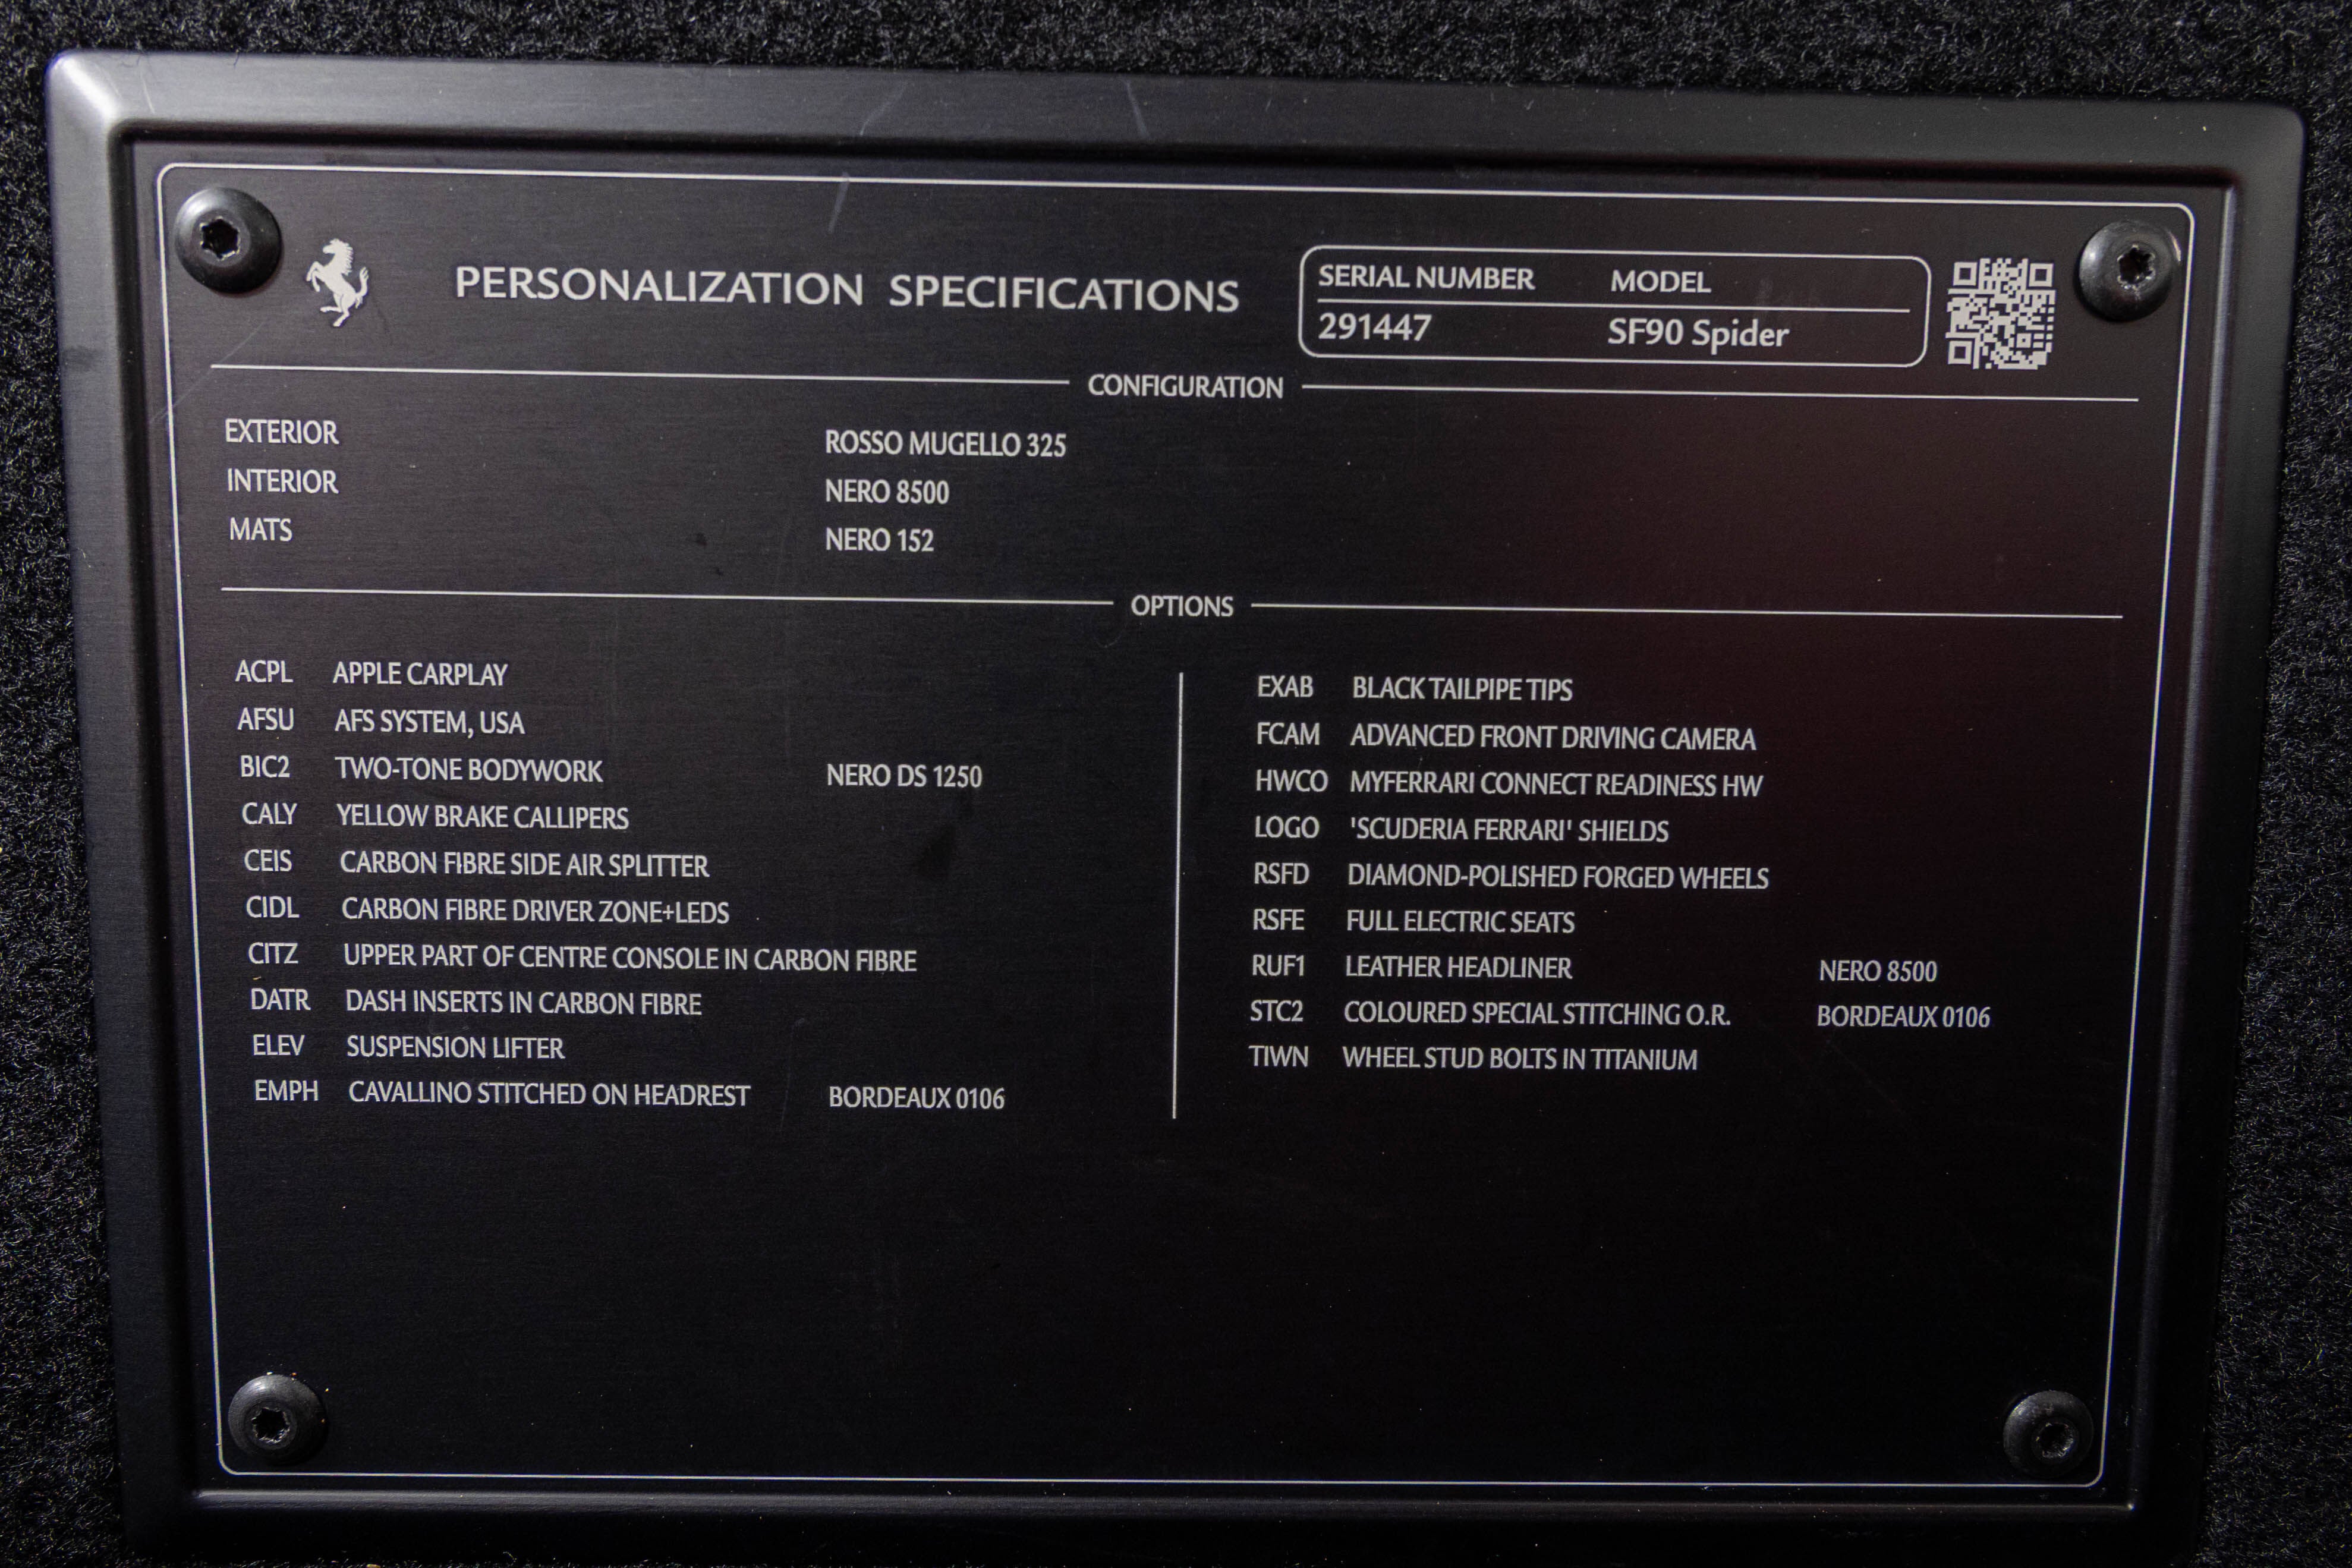 PERSONALIZATION SPECIFICATIONS
SERIAL NUMBER MODEL
291447 SF90 Spider
CONFIGURATION
EXTERIOR ROSSO MUGELLO 325
INTERIOR NERO 8500
MATS NERO 152
OPTIONS
ACPL APPLE CARPLAY
AFSU AFS SYSTEM, USA
BIC2 TWO-TONE BODYWORK NERO DS 1250
CALY YELLOW BRAKE CALLIPERS
CEIS CARBON FIBRE SIDE AIR SPLITTER
CIDL CARBON FIBRE DRIVER ZONE+LEDS
CITZ UPPER PART OF CENTRE CONSOLE IN CARBON FIBRE
DATR DASH INSERTS IN CARBON FIBRE
ELEV SUSPENSION LIFTER
EMPH CAVALLINO STITCHED ON HEADREST BORDEAUX 0106
EXAB BLACK TAILPIPE TIPS
FCAM ADVANCED FRONT DRIVING CAMERA
HWCO MYFERRARI CONNECT READINESS HW
LOGO 'SCUDERIA FERRARI' SHIELDS
RSFD DIAMOND-POLISHED FORGED WHEELS
RSFE FULL ELECTRIC SEATS
RUF1 LEATHER HEADLINER NERO 8500
STC2 COLOURED SPECIAL STITCHING O.R. BORDEAUX 0106
TIWN WHEEL STUD BOLTS IN TITANIUM